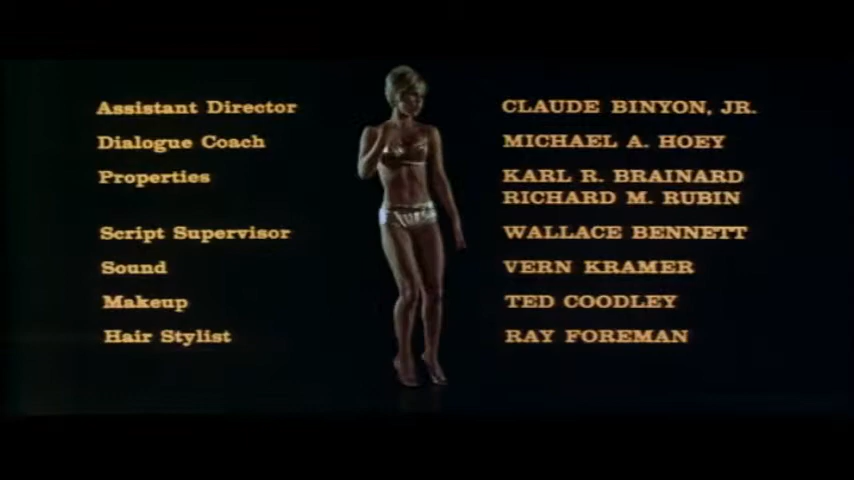 Assistant Director CLAUDE BINYON, JR.
Dialogue Coach MICHAEL A. HOEY
Properties KARL R. BRAINARD
RICHARD M. RUBIN
Script Supervisor WALLACE BENNETT
Sound VERN KRAMER
Makeup TED COODLEY
Hair Stylist RAY FOREMAN